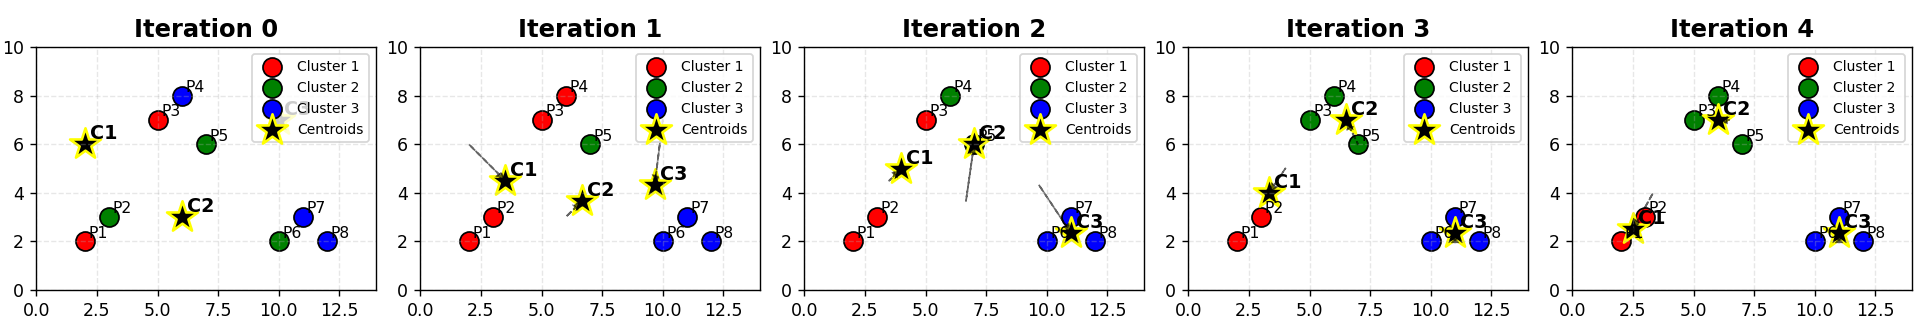 Iteration 0
10
8
6
4
2
0
0.0 2.5 5.0 7.5 10.0 12.5
P4
P3
P5
P2
P1
P7
P6
P8
C1
C2
C3
Cluster 1
Cluster 2
Cluster 3
Centroids
Iteration 1
10
8
6
4
2
0
0.0 2.5 5.0 7.5 10.0 12.5
P4
P3
P5
P2
P1
P7
P6
P8
C1
C2
C3
Cluster 1
Cluster 2
Cluster 3
Centroids
Iteration 2
10
8
6
4
2
0
0.0 2.5 5.0 7.5 10.0 12.5
P4
P3
P5
P2
P1
P7
P6
P8
C1
C2
C3
Cluster 1
Cluster 2
Cluster 3
Centroids
Iteration 3
10
8
6
4
2
0
0.0 2.5 5.0 7.5 10.0 12.5
P4
P3
P5
P2
P1
P7
P6
P8
C1
C2
C3
Cluster 1
Cluster 2
Cluster 3
Centroids
Iteration 4
10
8
6
4
2
0
0.0 2.5 5.0 7.5 10.0 12.5
P4
P3
P5
P2
P7
P6
P8
C1
C2
C3
Cluster 1
Cluster 2
Cluster 3
Centroids